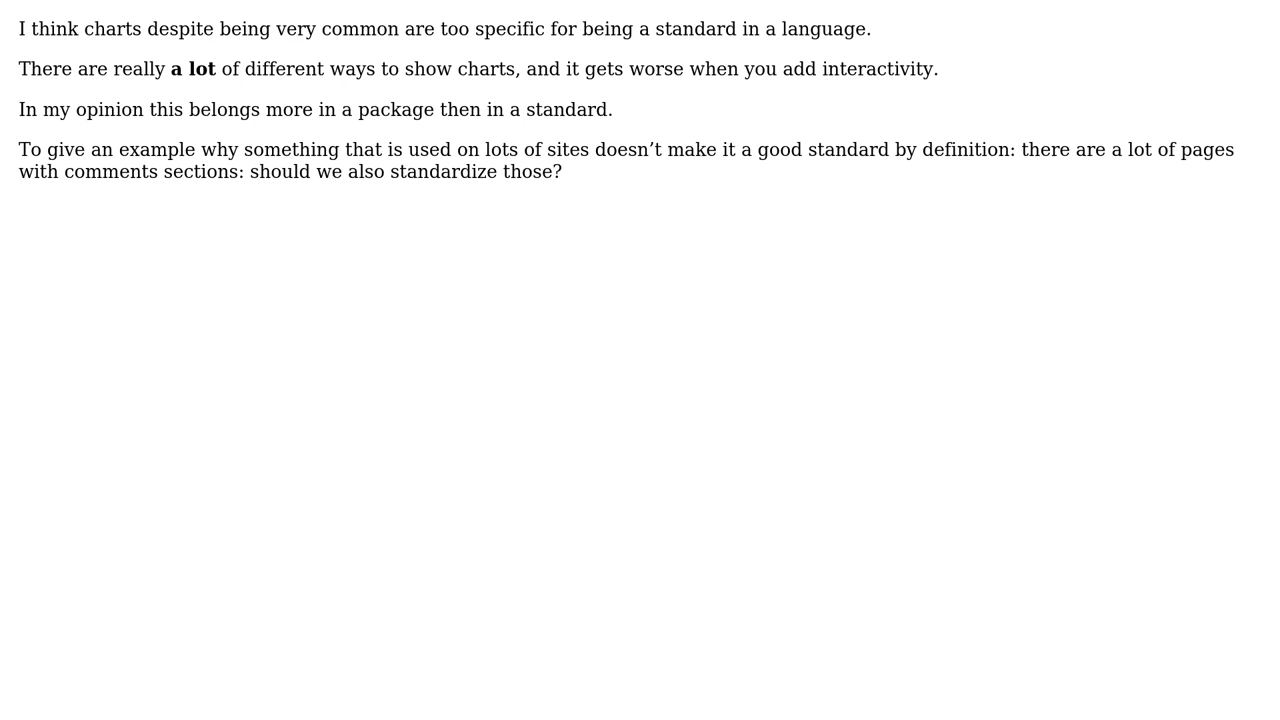 I think charts despite being very common are too specific for being a standard in a language.
There are really a lot of different ways to show charts, and it gets worse when you add interactivity.
In my opinion this belongs more in a package then in a standard.
To give an example why something that is used on lots of sites doesn’t make it a good standard by definition: there are a lot of pages
with comments sections: should we also standardize those?